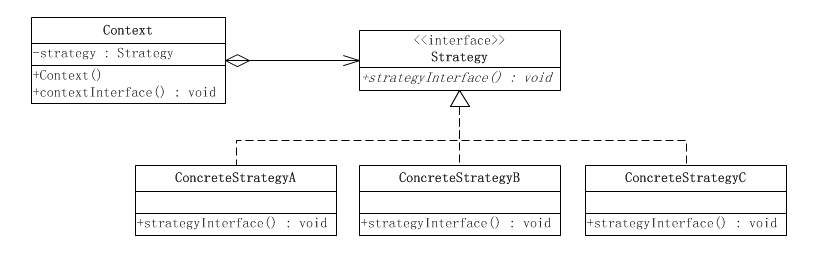 Context
-strategy : Strategy
+Context()
+contextInterface() : void
<<interface>>
Strategy
+strategyInterface() : void
ConcreteStrategyA
+strategyInterface() : void
ConcreteStrategyB
+strategyInterface() : void
ConcreteStrategyC
+strategyInterface() : void